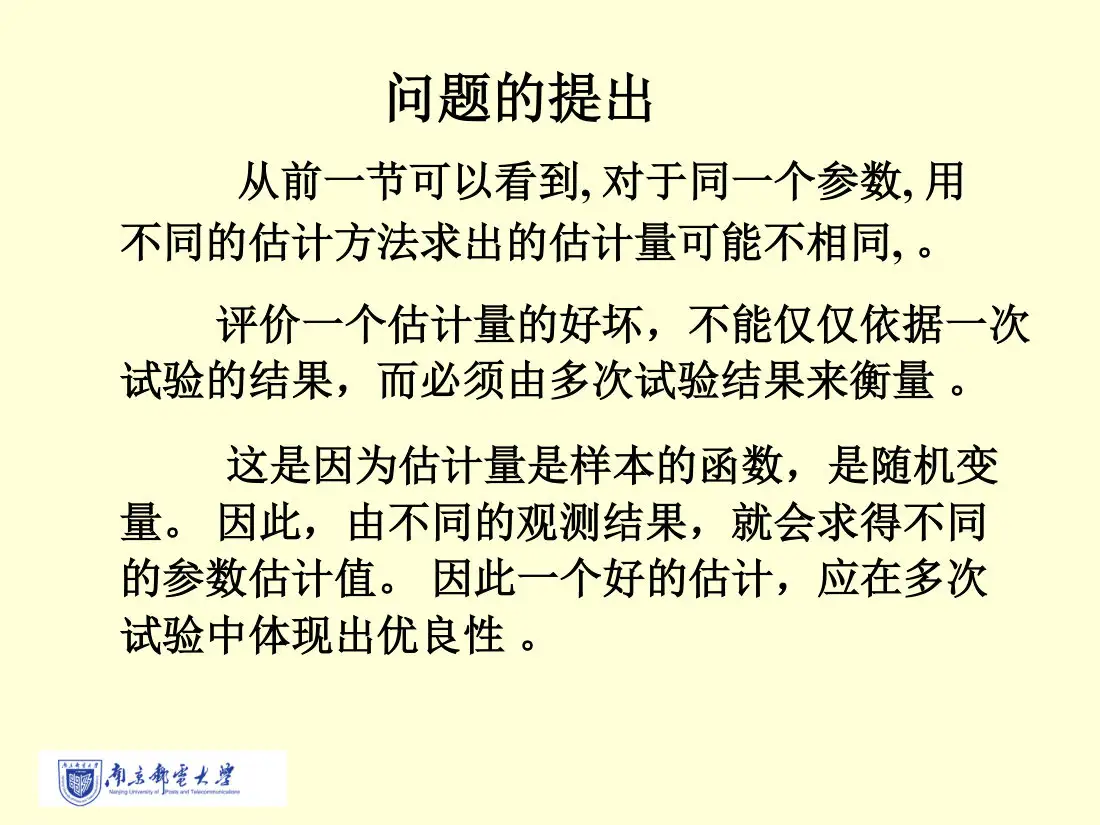 问题的提出
从前一节可以看到, 对于同一个参数, 用
不同的估计方法求出的估计量可能不相同, 。
评价一个估计量的好坏，不能仅仅依据一次
试验的结果，而必须由多次试验结果来衡量 。
这是因为估计量是样本的函数，是随机变
量。 因此，由不同的观测结果，就会求得不同
的参数估计值。 因此一个好的估计，应在多次
试验中体现出优良性 。
南京邮电大学
Nanjing University of Posts and Telecommunications